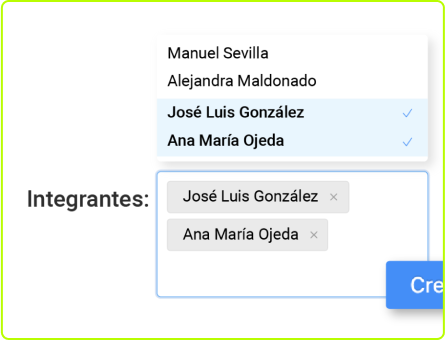 Manuel Sevilla
Alejandra Maldonado
José Luis González
Ana María Ojeda
Integrantes:
José Luis González ×
Ana María Ojeda ×
Cre